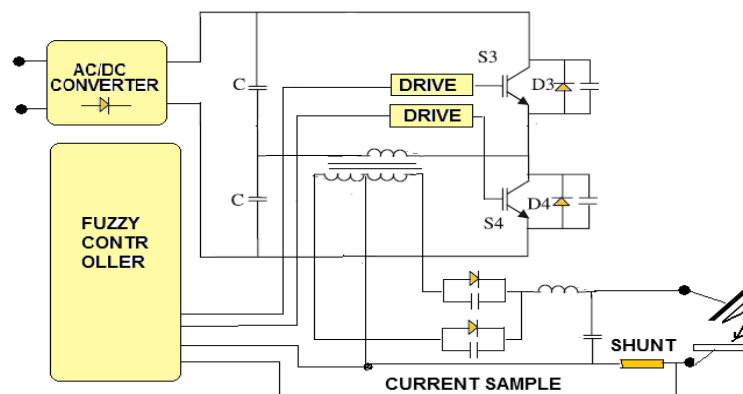 AC/DC
CONVERTER
S3
C
DRIVE
D3
DRIVE
C
D4
S4
FUZZY
CONTR
OLLER
SHUNT
CURRENT SAMPLE